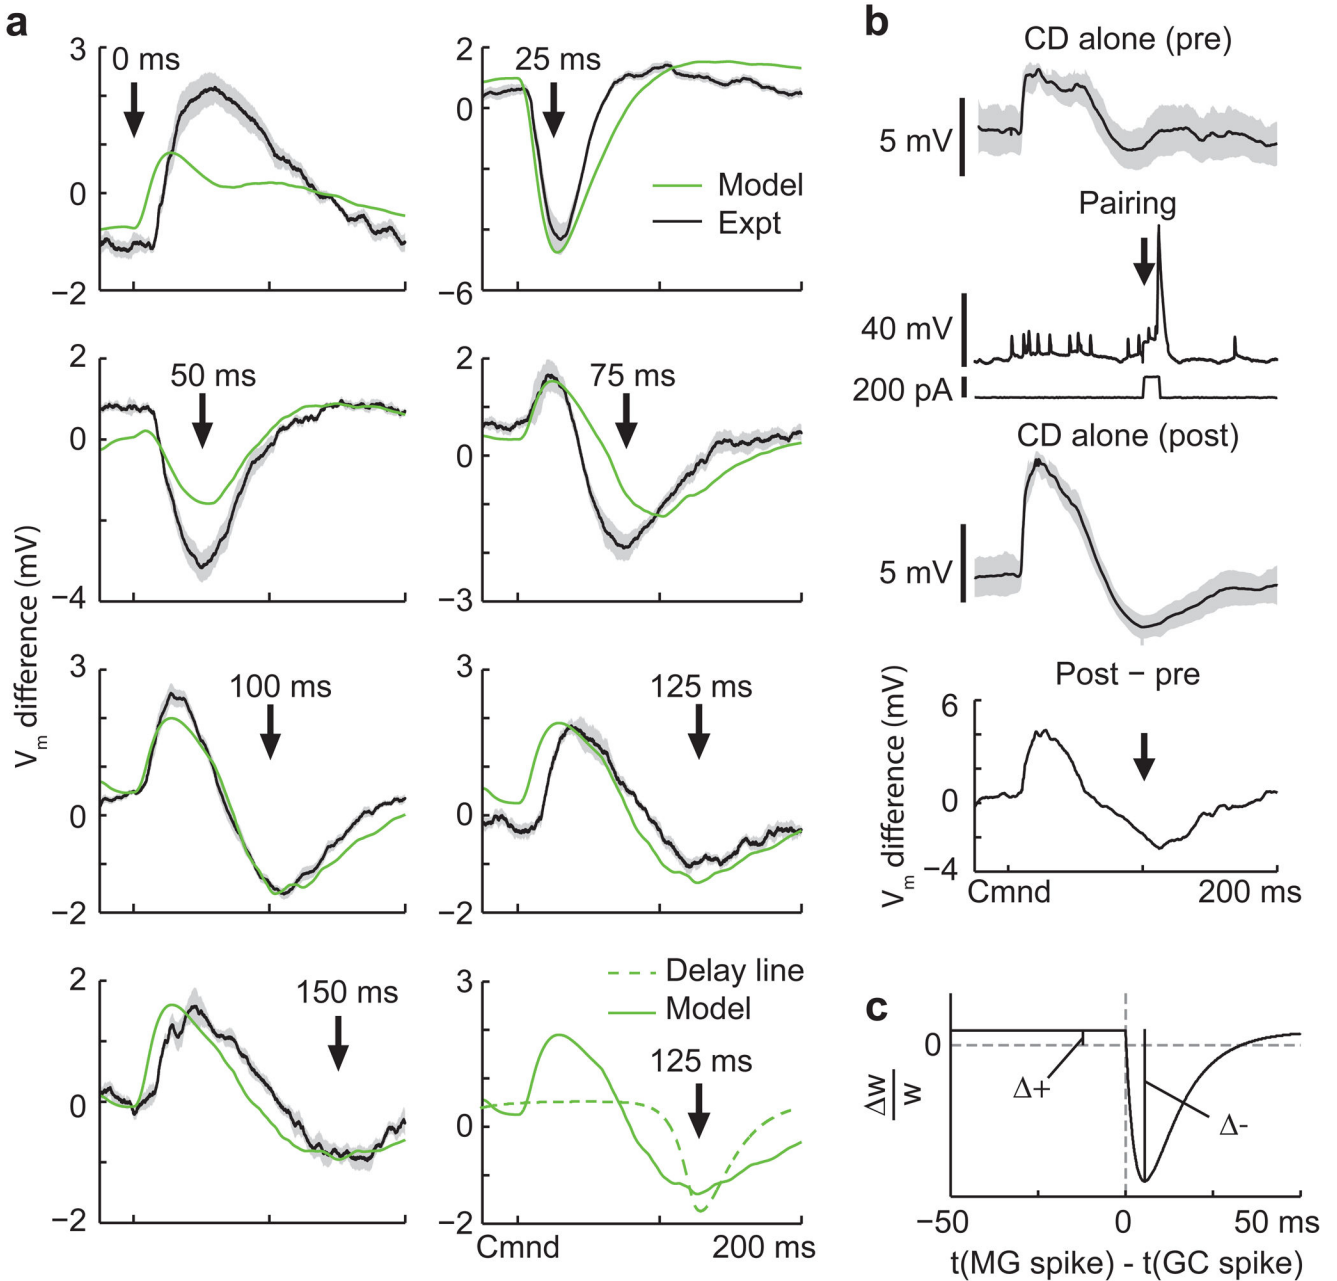 a
3
0 ms
0
−2
2
25 ms
0
Model
Expt
−6
2
50 ms
0
−4
2
75 ms
0
−3
3
100 ms
0
−2
3
125 ms
0
−2
2
150 ms
0
−2
3
Delay line
Model
125 ms
0
−2
Cmnd
200 ms
Vm difference (mV)
b
CD alone (pre)
5 mV
Pairing
40 mV
200 pA
CD alone (post)
5 mV
Post − pre
6
0
−4
Vm difference (mV)
Cmnd
200 ms
c
0
Δw
w
Δ+
Δ-
−50
0
50 ms
t(MG spike) - t(GC spike)